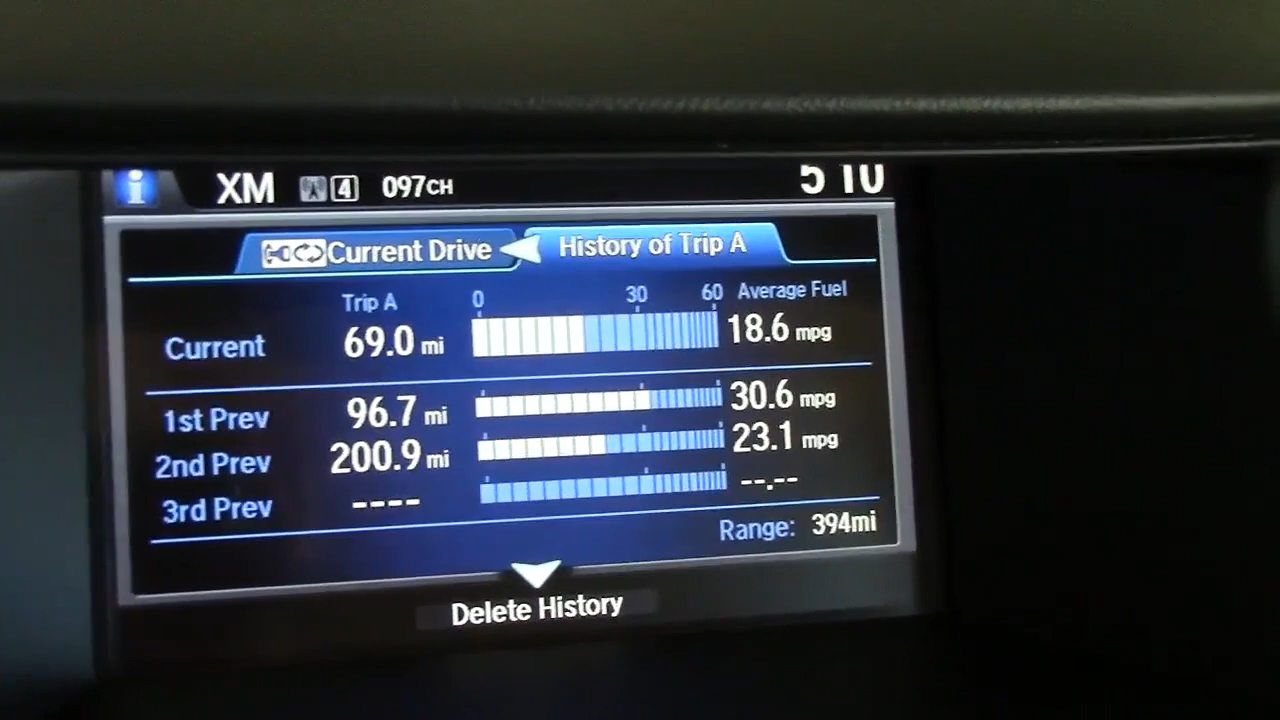 i XM 4 097CH 5 10
Current Drive History of Trip A
Trip A 0 30 60 Average Fuel
Current 69.0 mi 18.6 mpg
1st Prev 96.7 mi 30.6 mpg
2nd Prev 200.9 mi 23.1 mpg
3rd Prev ---- --.--
Range: 394mi
Delete History